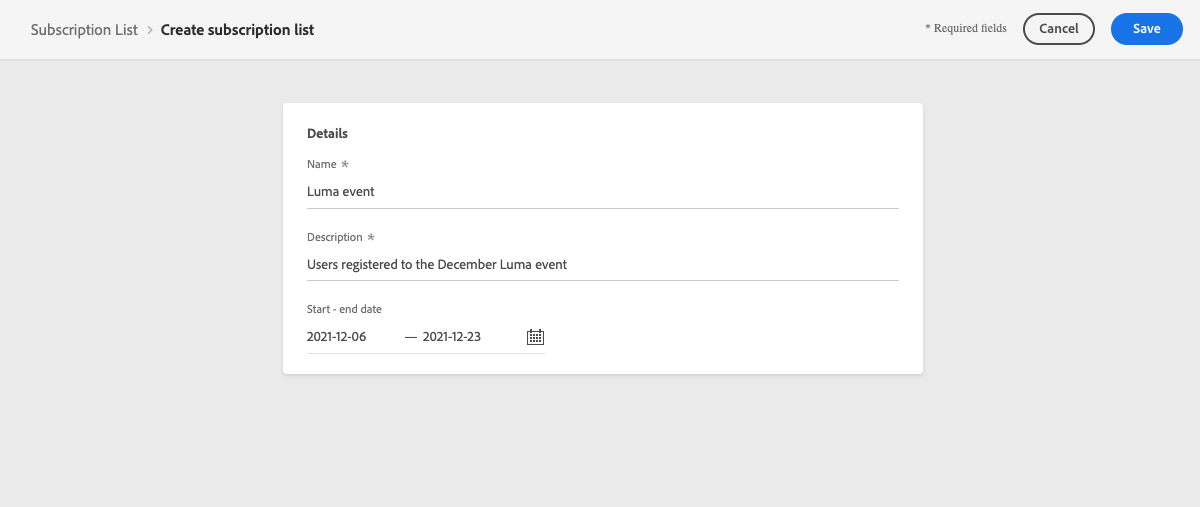 Subscription List > Create subscription list
* Required fields
Cancel
Save
Details
Name *
Luma event
Description *
Users registered to the December Luma event
Start - end date
2021-12-06 — 2021-12-23